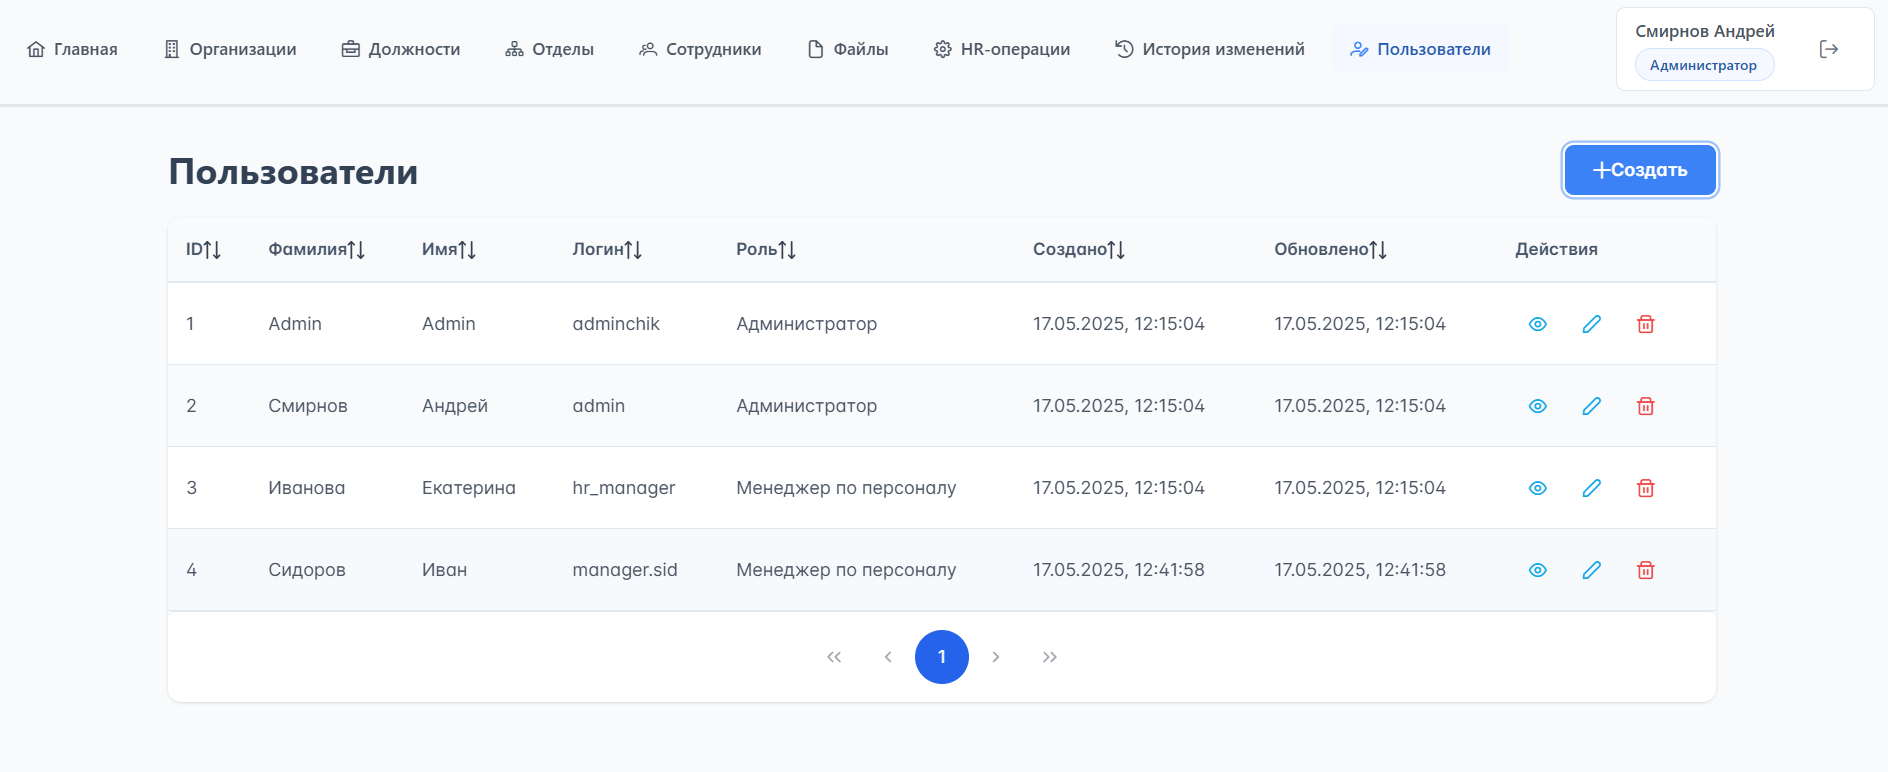 Главная Организации Должности Отделы Сотрудники Файлы HR-операции История изменений Пользователи
Смирнов Андрей
Администратор
Пользователи
Создать
ID Фамилия Имя Логин Роль Создано Обновлено Действия
1 Admin Admin adminchik Администратор 17.05.2025, 12:15:04 17.05.2025, 12:15:04
2 Смирнов Андрей admin Администратор 17.05.2025, 12:15:04 17.05.2025, 12:15:04
3 Иванова Екатерина hr_manager Менеджер по персоналу 17.05.2025, 12:15:04 17.05.2025, 12:15:04
4 Сидоров Иван manager.sid Менеджер по персоналу 17.05.2025, 12:41:58 17.05.2025, 12:41:58
1